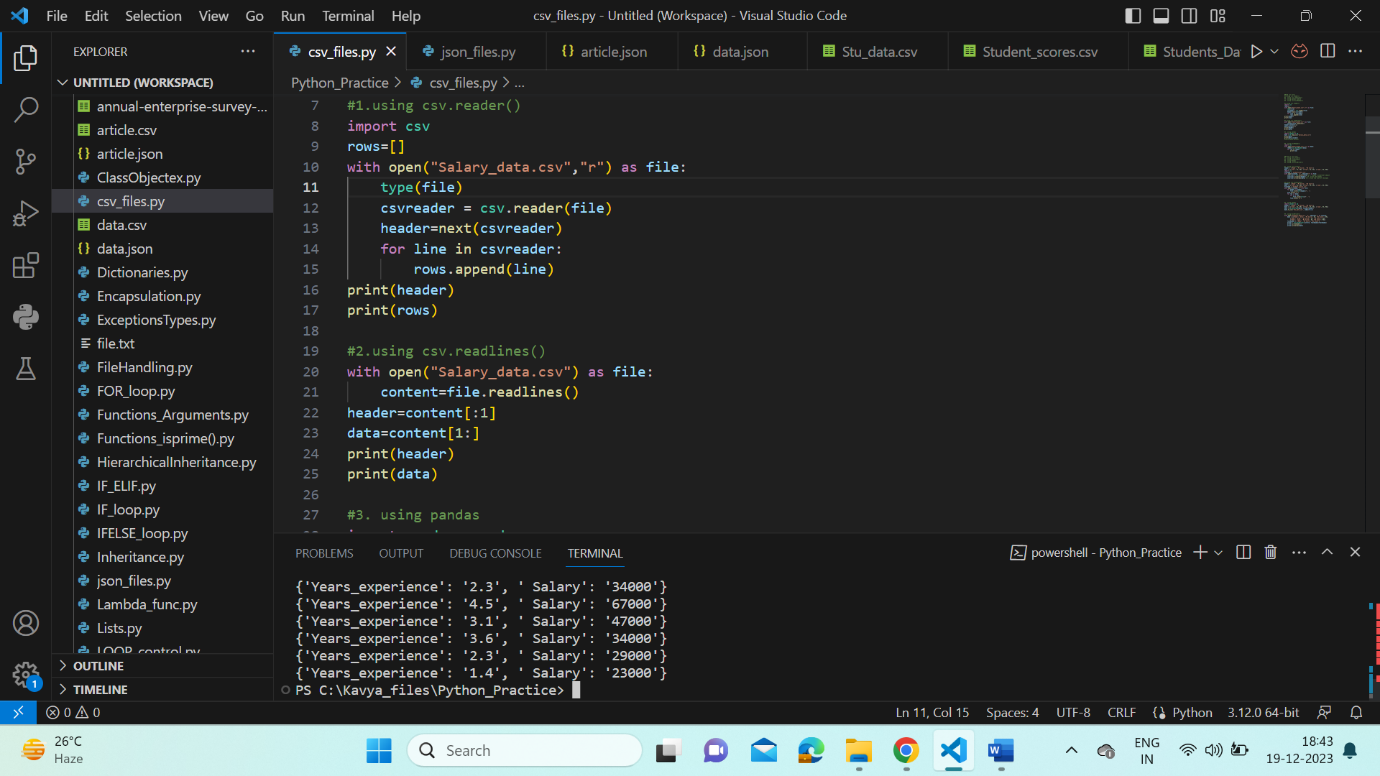 File Edit Selection View Go Run Terminal Help csv_files.py - Untitled (Workspace) - Visual Studio Code
EXPLORER
UNTITLED (WORKSPACE)
annual-enterprise-survey-...
article.csv
article.json
ClassObjectex.py
csv_files.py
data.csv
data.json
Dictionaries.py
Encapsulation.py
ExceptionsTypes.py
file.txt
FileHandling.py
FOR_loop.py
Functions_Arguments.py
Functions_isprime().py
HierarchicalInheritance.py
IF_ELIF.py
IF_loop.py
IFELSE_loop.py
Inheritance.py
json_files.py
Lambda_func.py
Lists.py
LOOP_control.py
OUTLINE
TIMELINE
csv_files.py json_files.py article.json data.json Stu_data.csv Student_scores.csv Students_Da
Python_Practice > csv_files.py > ...
7 #1.using csv.reader()
8 import csv
9 rows=[]
10 with open("Salary_data.csv","r") as file:
11 type(file)
12 csvreader = csv.reader(file)
13 header=next(csvreader)
14 for line in csvreader:
15 rows.append(line)
16 print(header)
17 print(rows)
18
19 #2.using csv.readlines()
20 with open("Salary_data.csv") as file:
21 content=file.readlines()
22 header=content[:1]
23 data=content[1:]
24 print(header)
25 print(data)
26
27 #3. using pandas
PROBLEMS OUTPUT DEBUG CONSOLE TERMINAL powershell - Python_Practice
{'Years_experience': '2.3', ' Salary': '34000'}
{'Years_experience': '4.5', ' Salary': '67000'}
{'Years_experience': '3.1', ' Salary': '47000'}
{'Years_experience': '3.6', ' Salary': '34000'}
{'Years_experience': '2.3', ' Salary': '29000'}
{'Years_experience': '1.4', ' Salary': '23000'}
PS C:\Kavya_files\Python_Practice>
1
0 0 Ln 11, Col 15 Spaces: 4 UTF-8 CRLF Python 3.12.0 64-bit
26°C
Haze
Search
ENG
IN
18:43
19-12-2023